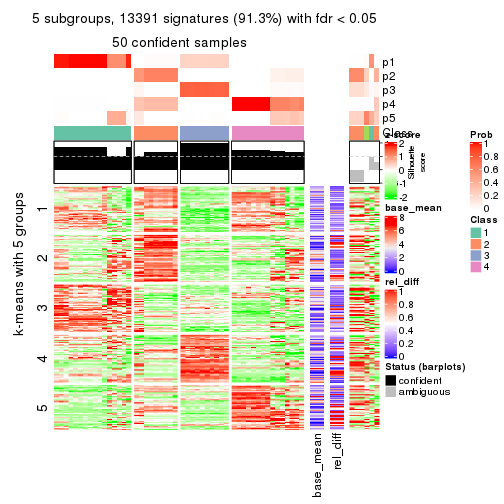 5 subgroups, 13391 signatures (91.3%) with fdr < 0.05
50 confident samples
p1
p2
p3
p4
p5
Class
Silhouette
score
k-means with 5 groups
1
2
3
4
5
base_mean
rel_diff
z-score
2
1
0
-1
-2
base_mean
8
6
4
2
0
rel_diff
1
0.8
0.6
0.4
0.2
0
Status (barplots)
confident
ambiguous
Prob
1
0.8
0.6
0.4
0.2
0
Class
1
2
3
4